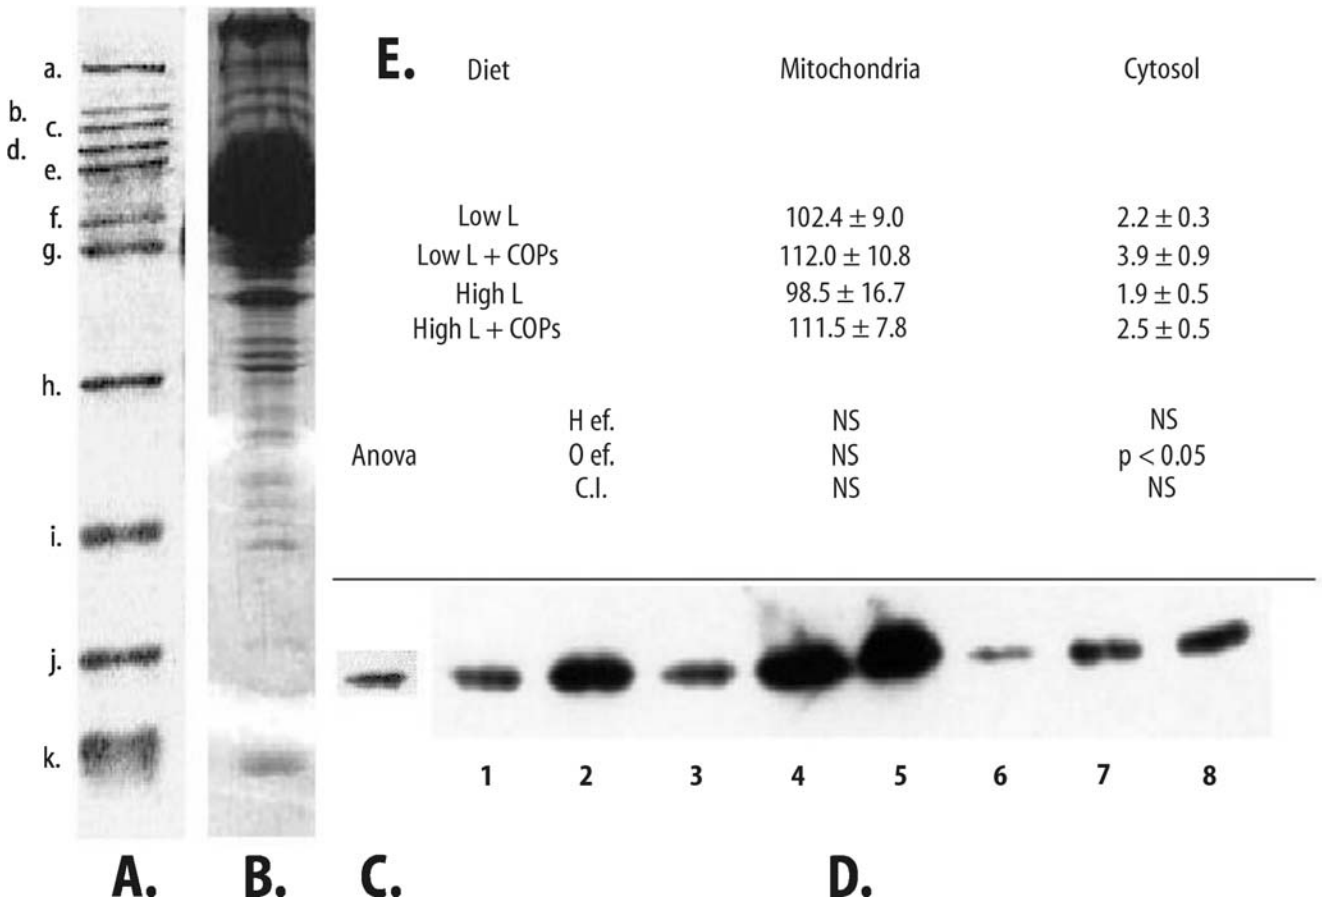 a.
b.
c.
d.
e.
f.
g.
h.
i.
j.
k.
A.
B.
C.
E. Diet Mitochondria Cytosol
Low L 102.4 ± 9.0 2.2 ± 0.3
Low L + COPs 112.0 ± 10.8 3.9 ± 0.9
High L 98.5 ± 16.7 1.9 ± 0.5
High L + COPs 111.5 ± 7.8 2.5 ± 0.5
H ef. NS NS
Anova O ef. NS p < 0.05
C.I. NS NS
1 2 3 4 5 6 7 8
D.